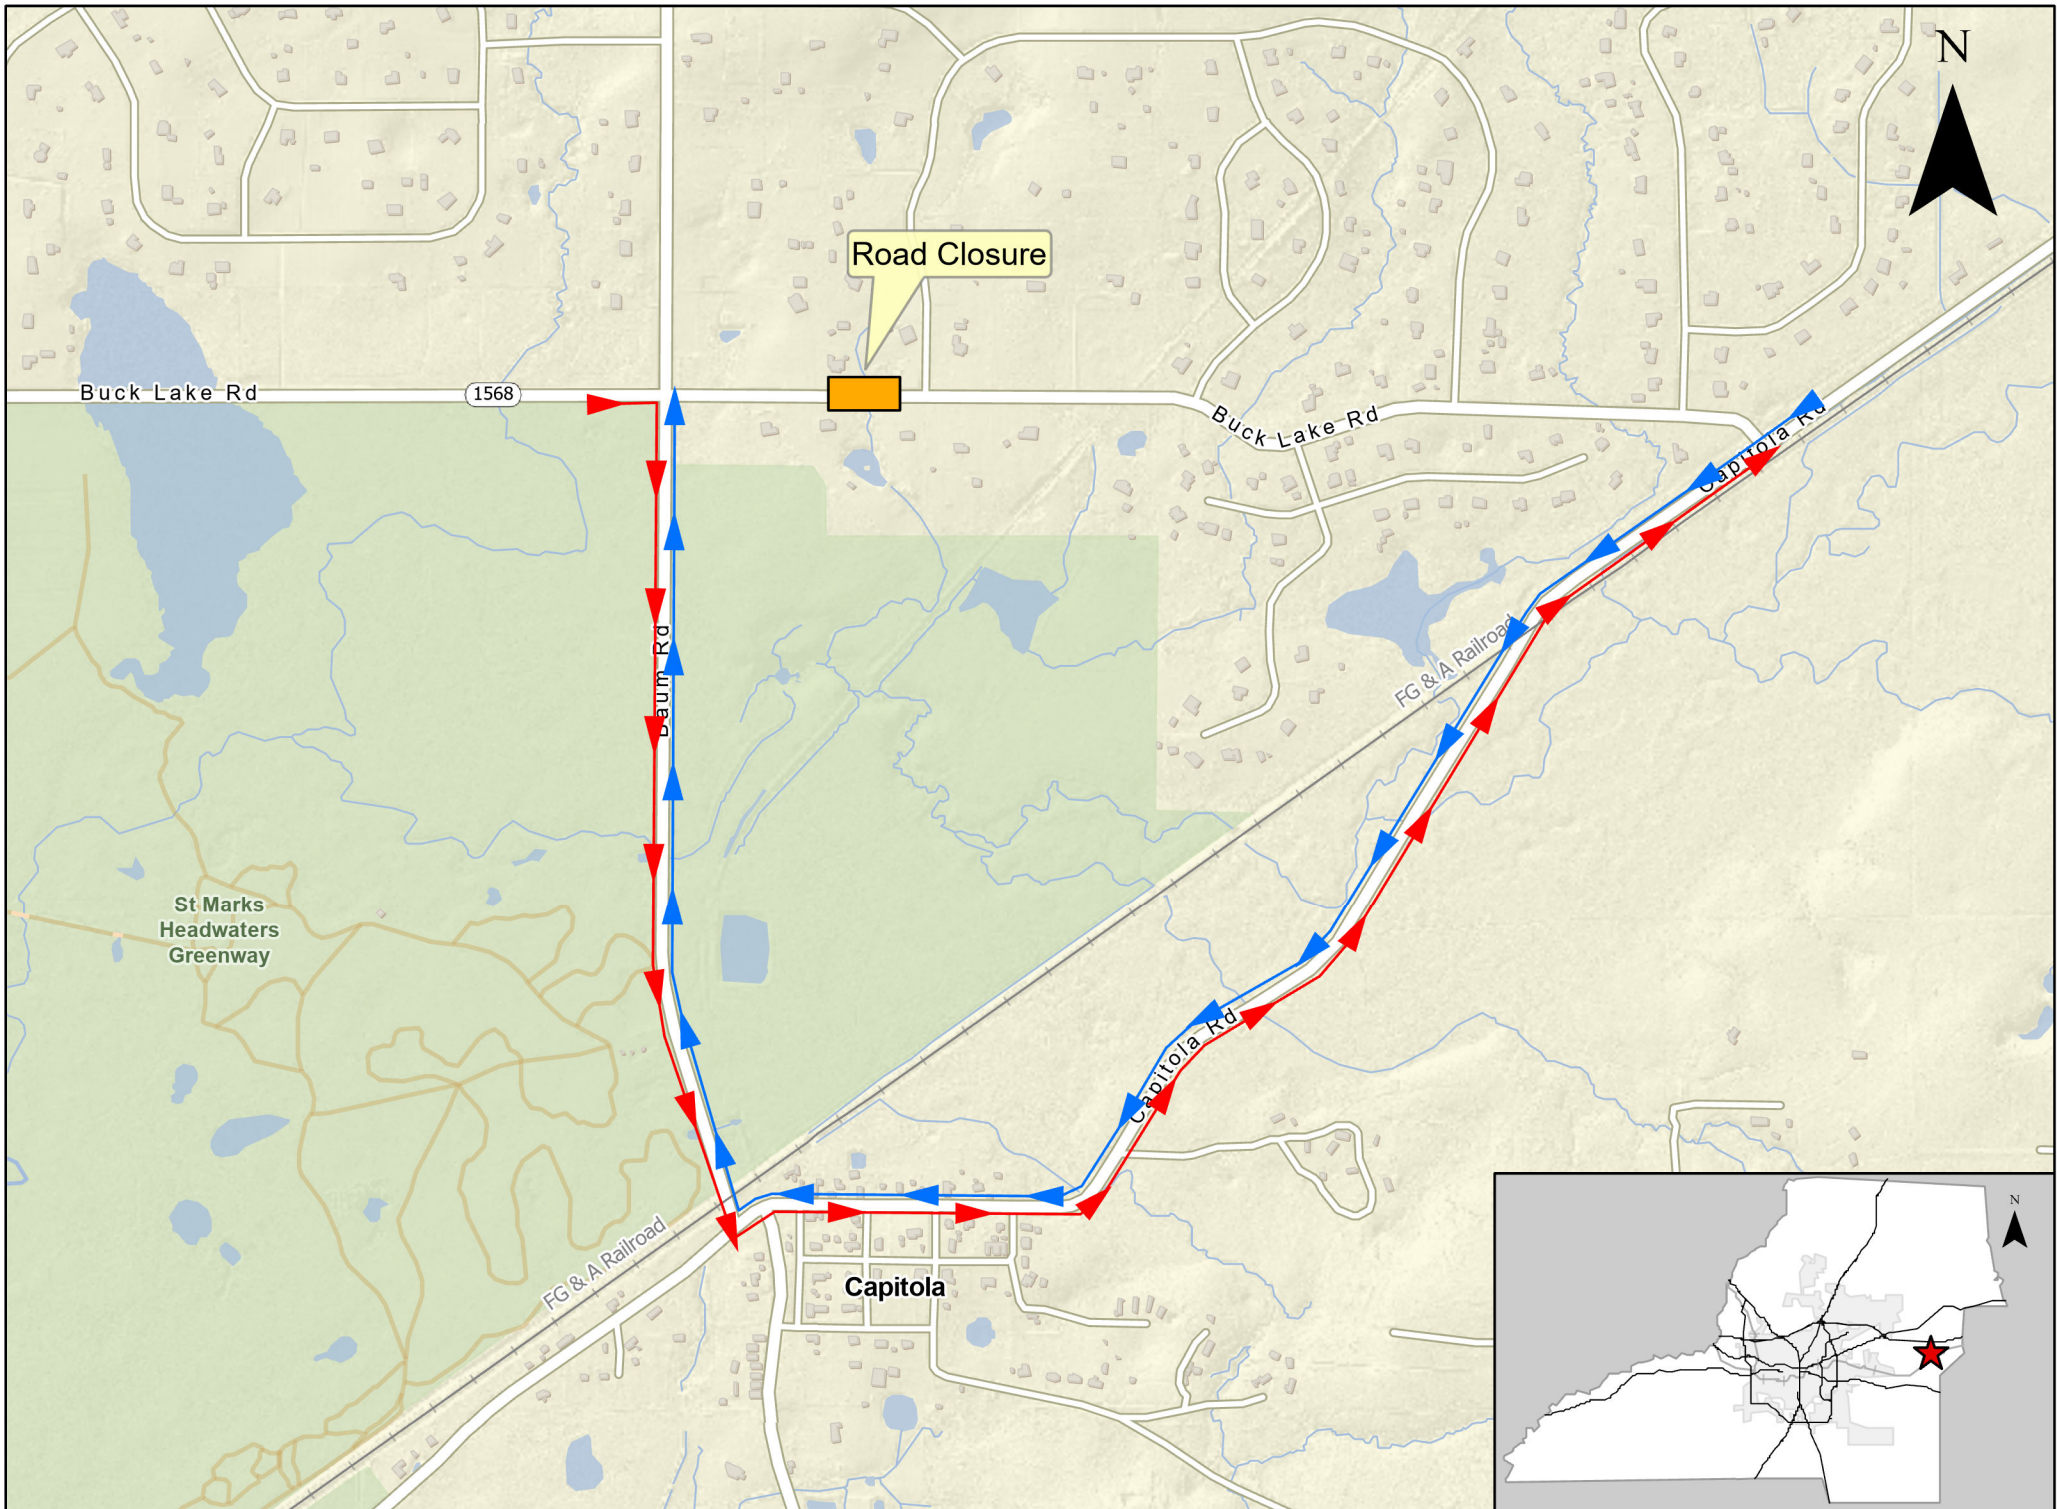 N
Road Closure
Buck Lake Rd
1568
Buck Lake Rd
Capitola Rd
Baum Rd
FG & A Railroad
St Marks
Headwaters
Greenway
Capitola Rd
FG & A Railroad
Capitola
N